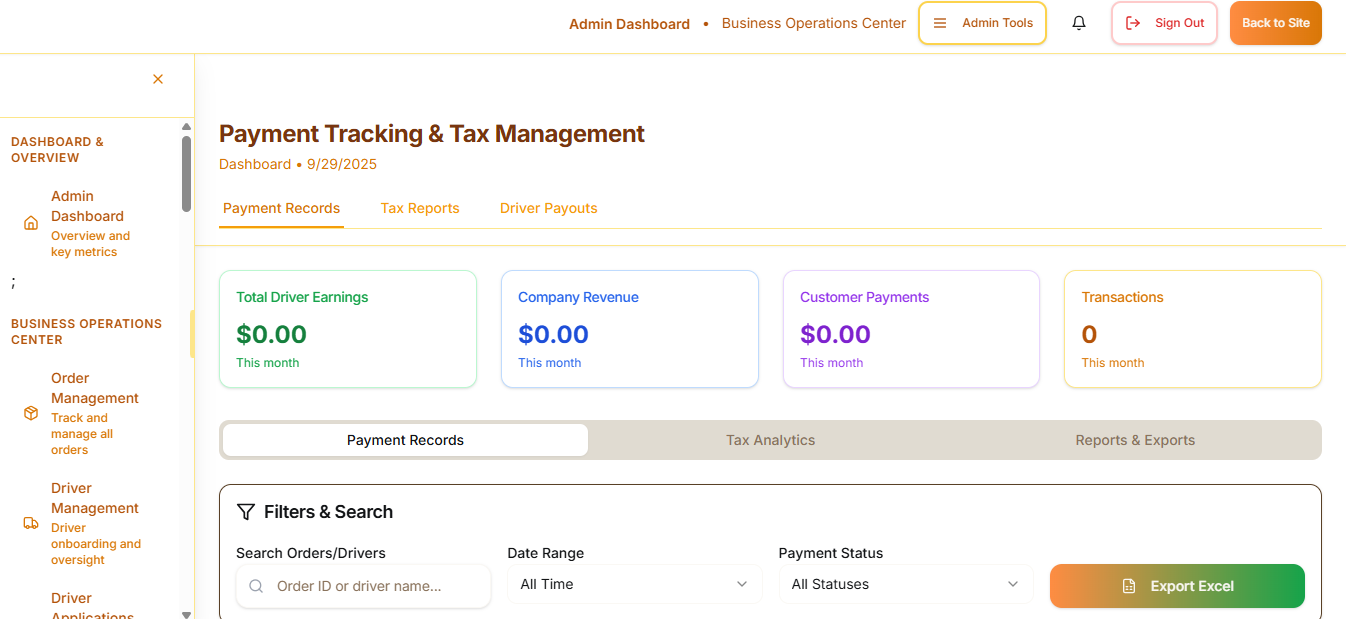 Admin Dashboard • Business Operations Center Admin Tools Sign Out Back to Site
DASHBOARD &
OVERVIEW
Admin
Dashboard
Overview and
key metrics
;
BUSINESS OPERATIONS
CENTER
Order
Management
Track and
manage all
orders
Driver
Management
Driver
onboarding and
oversight
Driver
Applications
Payment Tracking & Tax Management
Dashboard • 9/29/2025
Payment Records Tax Reports Driver Payouts
Total Driver Earnings
$0.00
This month
Company Revenue
$0.00
This month
Customer Payments
$0.00
This month
Transactions
0
This month
Payment Records Tax Analytics Reports & Exports
Filters & Search
Search Orders/Drivers
Order ID or driver name...
Date Range
All Time
Payment Status
All Statuses
Export Excel